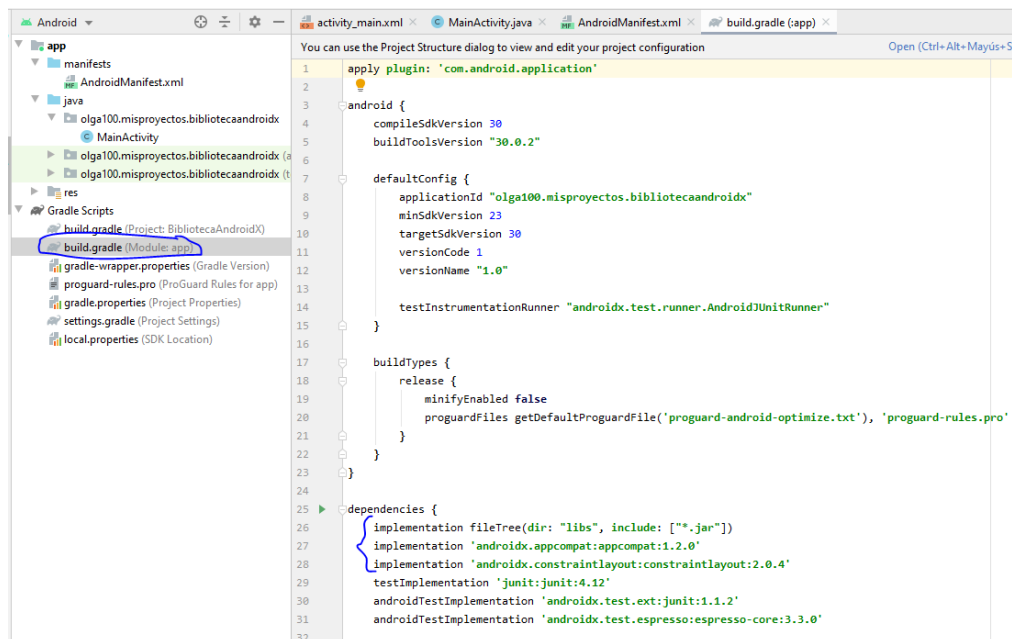 Android
app
manifests
AndroidManifest.xml
java
olga100.misproyectos.bibliotecaandroidx
MainActivity
olga100.misproyectos.bibliotecaandroidx (a
olga100.misproyectos.bibliotecaandroidx (t
res
Gradle Scripts
build.gradle (Project: BibliotecaAndroidX)
build.gradle (Module: app)
gradle-wrapper.properties (Gradle Version)
proguard-rules.pro (ProGuard Rules for app)
gradle.properties (Project Properties)
settings.gradle (Project Settings)
local.properties (SDK Location)
activity_main.xml MainActivity.java AndroidManifest.xml build.gradle (:app)
You can use the Project Structure dialog to view and edit your project configuration Open (Ctrl+Alt+Mayús+S
1 apply plugin: 'com.android.application'
2
3 android {
4 compileSdkVersion 30
5 buildToolsVersion "30.0.2"
6
7 defaultConfig {
8 applicationId "olga100.misproyectos.bibliotecaandroidx"
9 minSdkVersion 23
10 targetSdkVersion 30
11 versionCode 1
12 versionName "1.0"
13
14 testInstrumentationRunner "androidx.test.runner.AndroidJUnitRunner"
15 }
16
17 buildTypes {
18 release {
19 minifyEnabled false
20 proguardFiles getDefaultProguardFile('proguard-android-optimize.txt'), 'proguard-rules.pro'
21 }
22 }
23 }
24
25 dependencies {
26 implementation fileTree(dir: "libs", include: ["*.jar"])
27 implementation 'androidx.appcompat:appcompat:1.2.0'
28 implementation 'androidx.constraintlayout:constraintlayout:2.0.4'
29 testImplementation 'junit:junit:4.12'
30 androidTestImplementation 'androidx.test.ext:junit:1.1.2'
31 androidTestImplementation 'androidx.test.espresso:espresso-core:3.3.0'
32